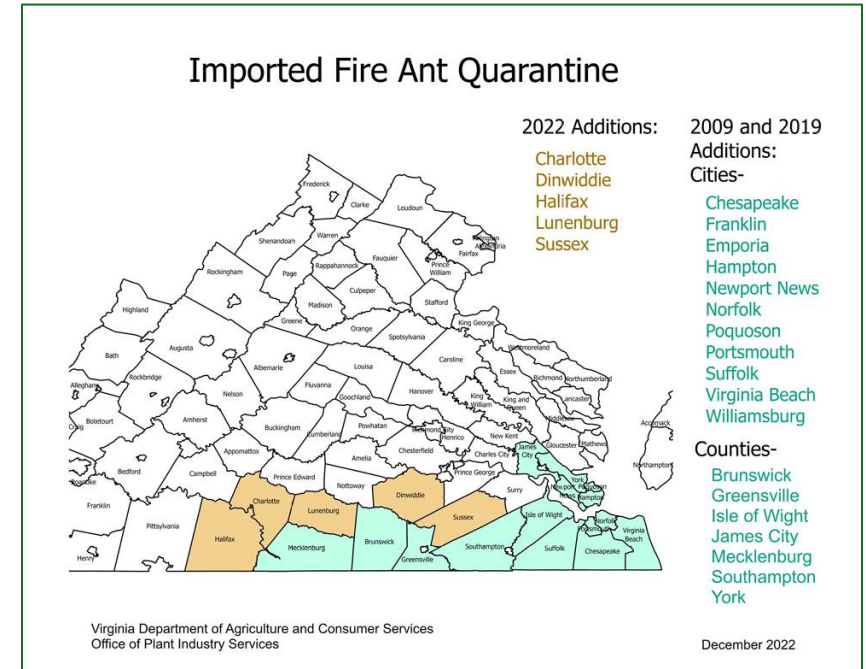 Imported Fire Ant Quarantine
2022 Additions:
Charlotte
Dinwiddie
Halifax
Lunenburg
Sussex
2009 and 2019
Additions:
Cities-
Chesapeake
Franklin
Emporia
Hampton
Newport News
Norfolk
Poquoson
Portsmouth
Suffolk
Virginia Beach
Williamsburg
Counties-
Brunswick
Greensville
Isle of Wight
James City
Mecklenburg
Southampton
York
Frederick
Clarke
Loudoun
Shenandoah
Warren
Fauquier
Fairfax
Prince
William
Rappahannock
Rockingham
Page
Culpeper
Stafford
Madison
Highland
Greene
Orange
King George
Spotsylvania
Westmoreland
Augusta
Caroline
Bath
Albemarle
Louisa
Essex
Richmond
Northumberland
Rockbridge
Alleghany
Nelson
Fluvanna
Hanover
King
William
King and
Queen
Lancaster
Goochland
Middlesex
Accomack
Botetourt
Craig
Amherst
Buckingham
Cumberland
Powhatan
Richmond City
Henrico
New Kent
James
City
Gloucester
Mathews
Appomattox
Amelia
Chesterfield
Charles City
Northampton
Bedford
Campbell
Prince Edward
Nottoway
Prince George
Surry
York
Newport
News
Poquoson
Hampton
Roanoke
Franklin
Pittsylvania
Halifax
Charlotte
Lunenburg
Dinwiddie
Sussex
Isle of Wight
Norfolk
Portsmouth
Virginia
Beach
Henry
Mecklenburg
Brunswick
Greensville
Southampton
Suffolk
Chesapeake
Virginia Department of Agriculture and Consumer Services
Office of Plant Industry Services
December 2022